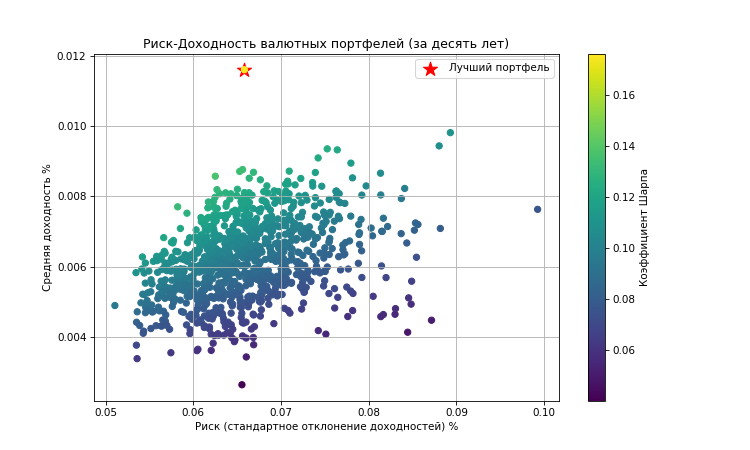 Риск-Доходность валютных портфелей (за десять лет)
Лучший портфель
0.012
0.010
0.008
0.006
0.004
Средняя доходность %
0.05 0.06 0.07 0.08 0.09 0.10
Риск (стандартное отклонение доходностей) %
0.16
0.14
0.12
0.10
0.08
0.06
Коэффициент Шарпа